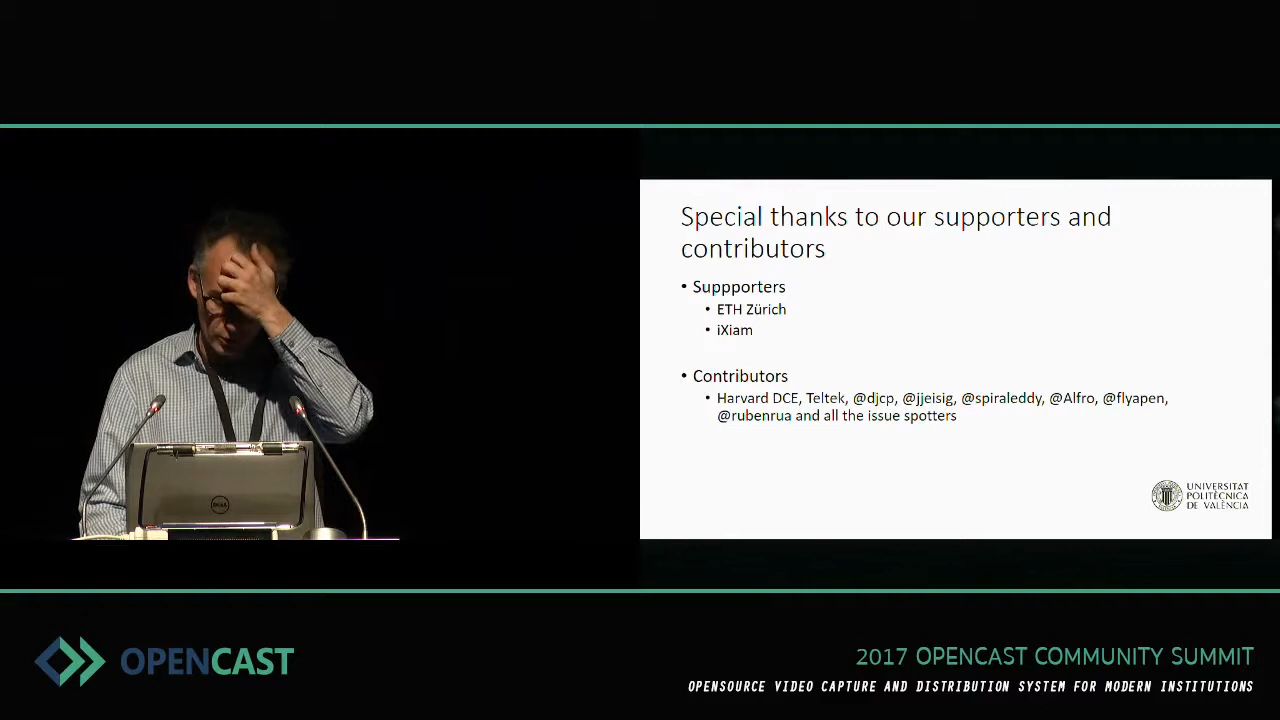 Special thanks to our supporters and
contributors
• Suppporters
• ETH Zürich
• iXiam
• Contributors
• Harvard DCE, Teltek, @djcp, @jjeisig, @spiraleddy, @Alfro, @flyapen,
@rubenrua and all the issue spotters
UNIVERSITAT
POLITÈCNICA
DE VALÈNCIA
DELL
OPENCAST
2017 OPENCAST COMMUNITY SUMMIT
OPENSOURCE VIDEO CAPTURE AND DISTRIBUTION SYSTEM FOR MODERN INSTITUTIONS